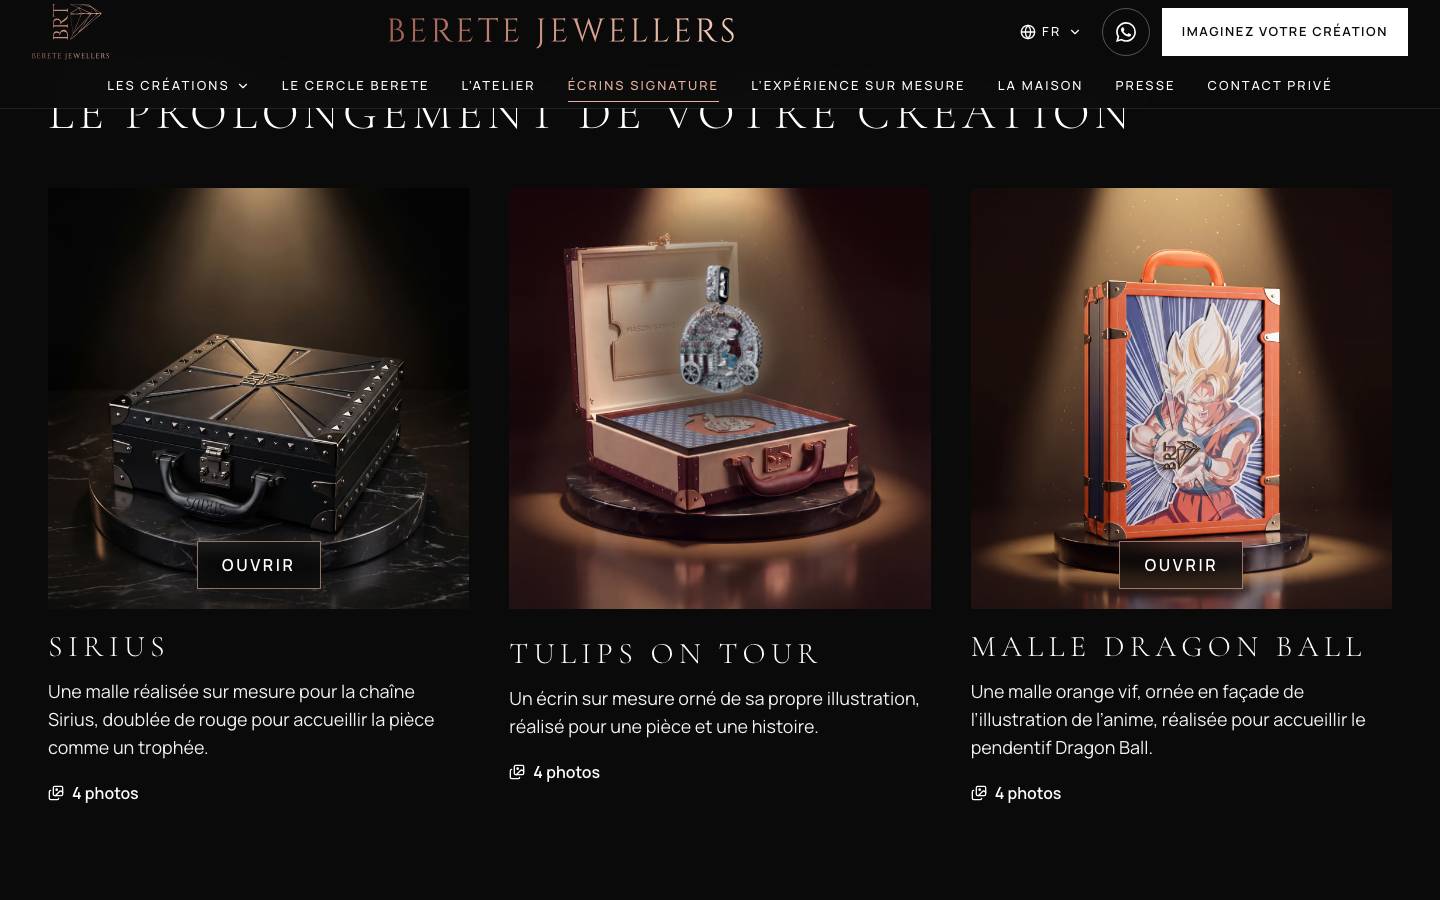 BRT
BERETE JEWELLERS
BERETE JEWELLERS
FR
IMAGINEZ VOTRE CRÉATION
LES CRÉATIONS
LE CERCLE BERETE
L'ATELIER
ÉCRINS SIGNATURE
L'EXPÉRIENCE SUR MESURE
LA MAISON
PRESSE
CONTACT PRIVÉ
LE PROLONGEMENT DE VOTRE CRÉATION
SIRIUS
BRT
OUVRIR
OUVRIR
SIRIUS
Une malle réalisée sur mesure pour la chaîne
Sirius, doublée de rouge pour accueillir la pièce
comme un trophée.
4 photos
TULIPS ON TOUR
Un écrin sur mesure orné de sa propre illustration,
réalisé pour une pièce et une histoire.
4 photos
MALLE DRAGON BALL
Une malle orange vif, ornée en façade de
l’illustration de l’anime, réalisée pour accueillir le
pendentif Dragon Ball.
4 photos